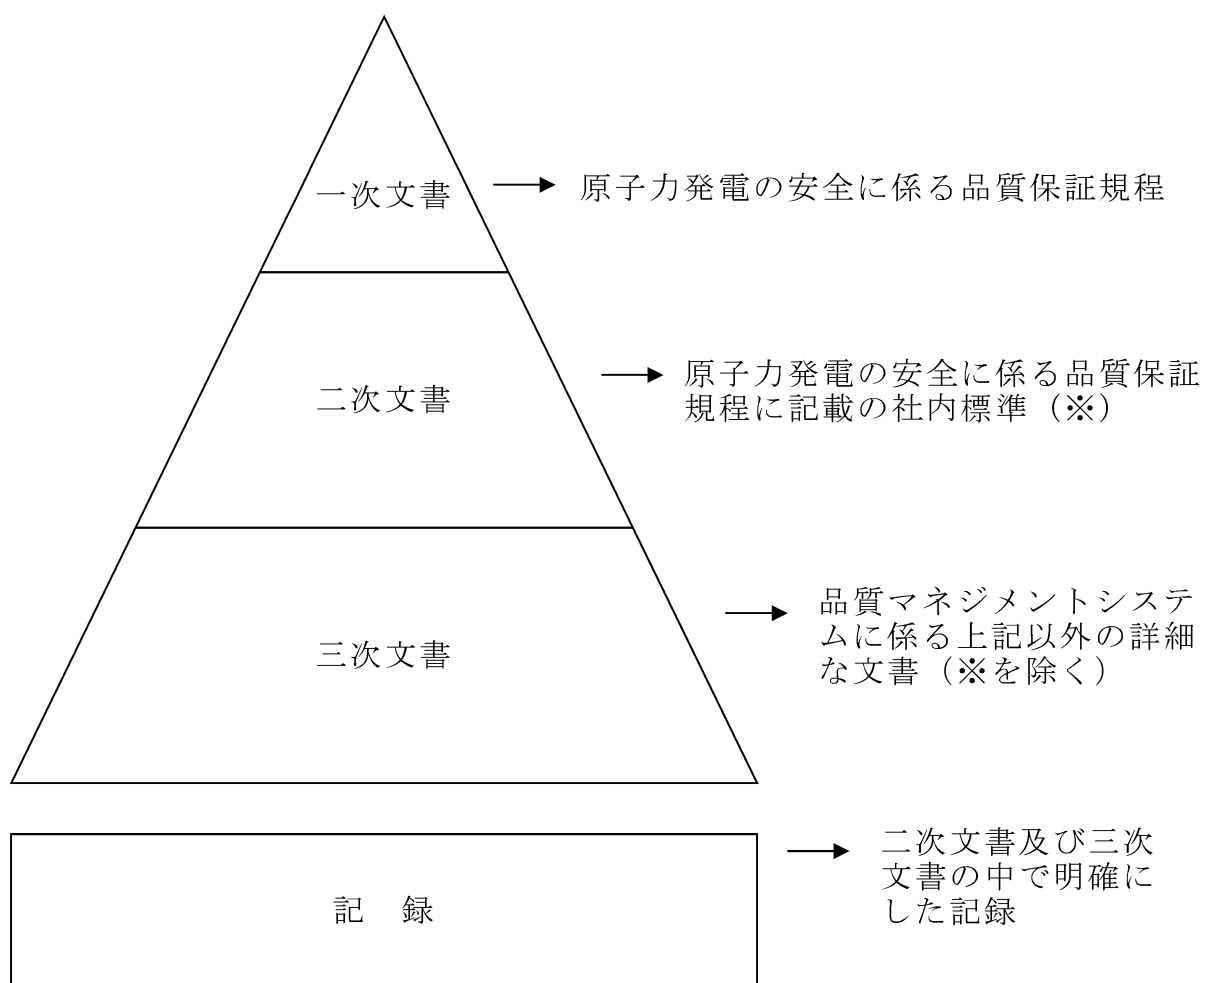 一次文書
原子力発電の安全に係る品質保証規程
二次文書
原子力発電の安全に係る品質保証
規程に記載の社内標準（※）
三次文書
品質マネジメントシステ
ムに係る上記以外の詳細
な文書（※を除く）
記　録
二次文書及び三次
文書の中で明確に
した記録